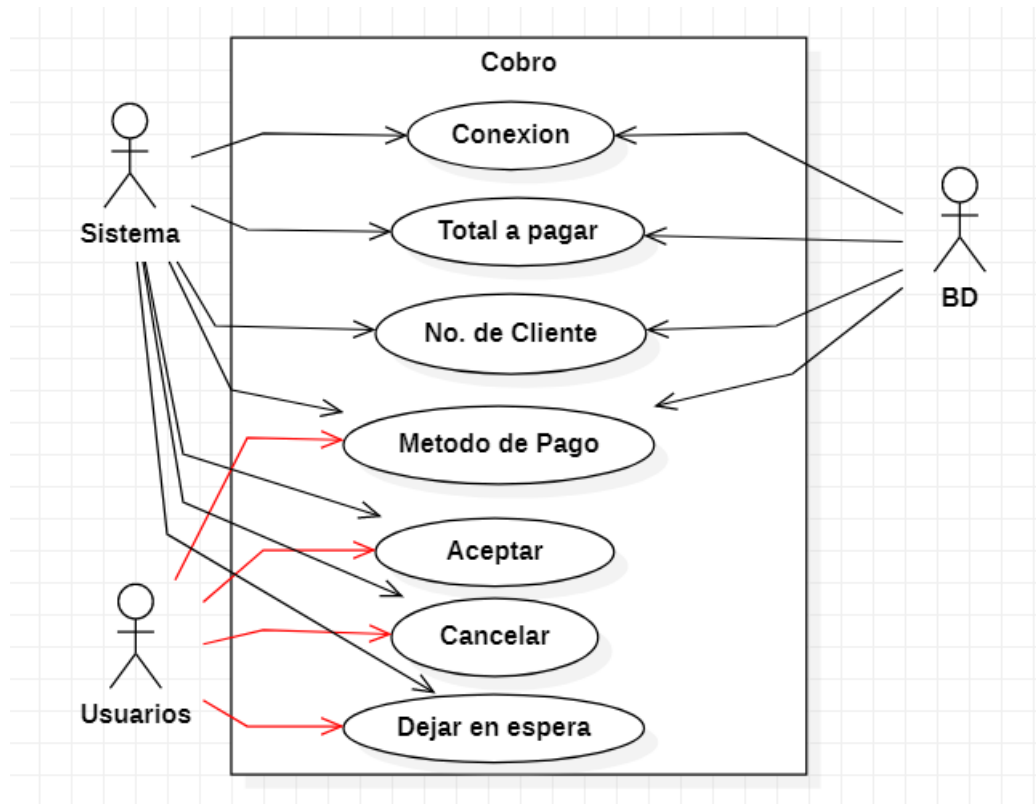 Cobro
Conexion
Sistema
Total a pagar
BD
No. de Cliente
Metodo de Pago
Aceptar
Cancelar
Usuarios
Dejar en espera